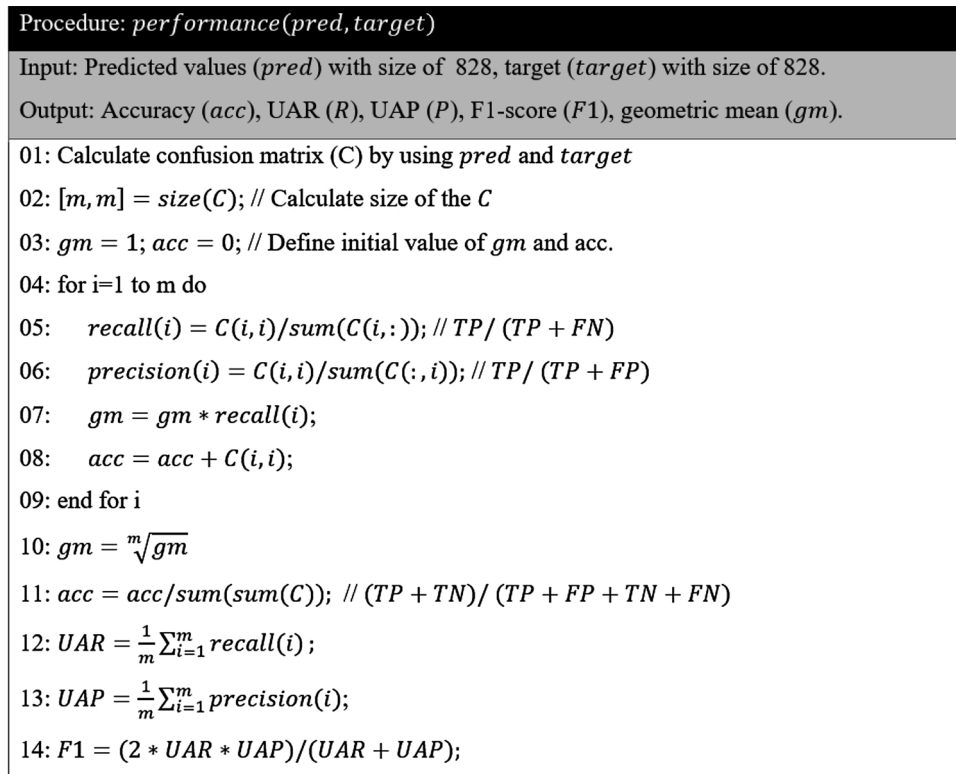 Procedure: performance(pred,target)
Input: Predicted values (pred) with size of 828, target (target) with size of 828.
Output: Accuracy (acc), UAR (R), UAP (P), F1-score (F1), geometric mean (gm).
01: Calculate confusion matrix (C) by using pred and target
02: [m, m] = size(C); // Calculate size of the C
03: gm = 1; acc = 0; // Define initial value of gm and acc.
04: for i=1 to m do
05: recall(i) = C(i, i)/sum(C(i, :)); // TP/ (TP + FN)
06: precision(i) = C(i, i)/sum(C(:, i)); // TP/ (TP + FP)
07: gm = gm * recall(i);
08: acc = acc + C(i, i);
09: end for i
10: gm = ᵐ√gm
11: acc = acc/sum(sum(C)); // (TP + TN)/ (TP + FP + TN + FN)
12: UAR = 1/m ∑ᵐᵢ₌₁ recall(i);
13: UAP = 1/m ∑ᵐᵢ₌₁ precision(i);
14: F1 = (2 * UAR * UAP)/(UAR + UAP);